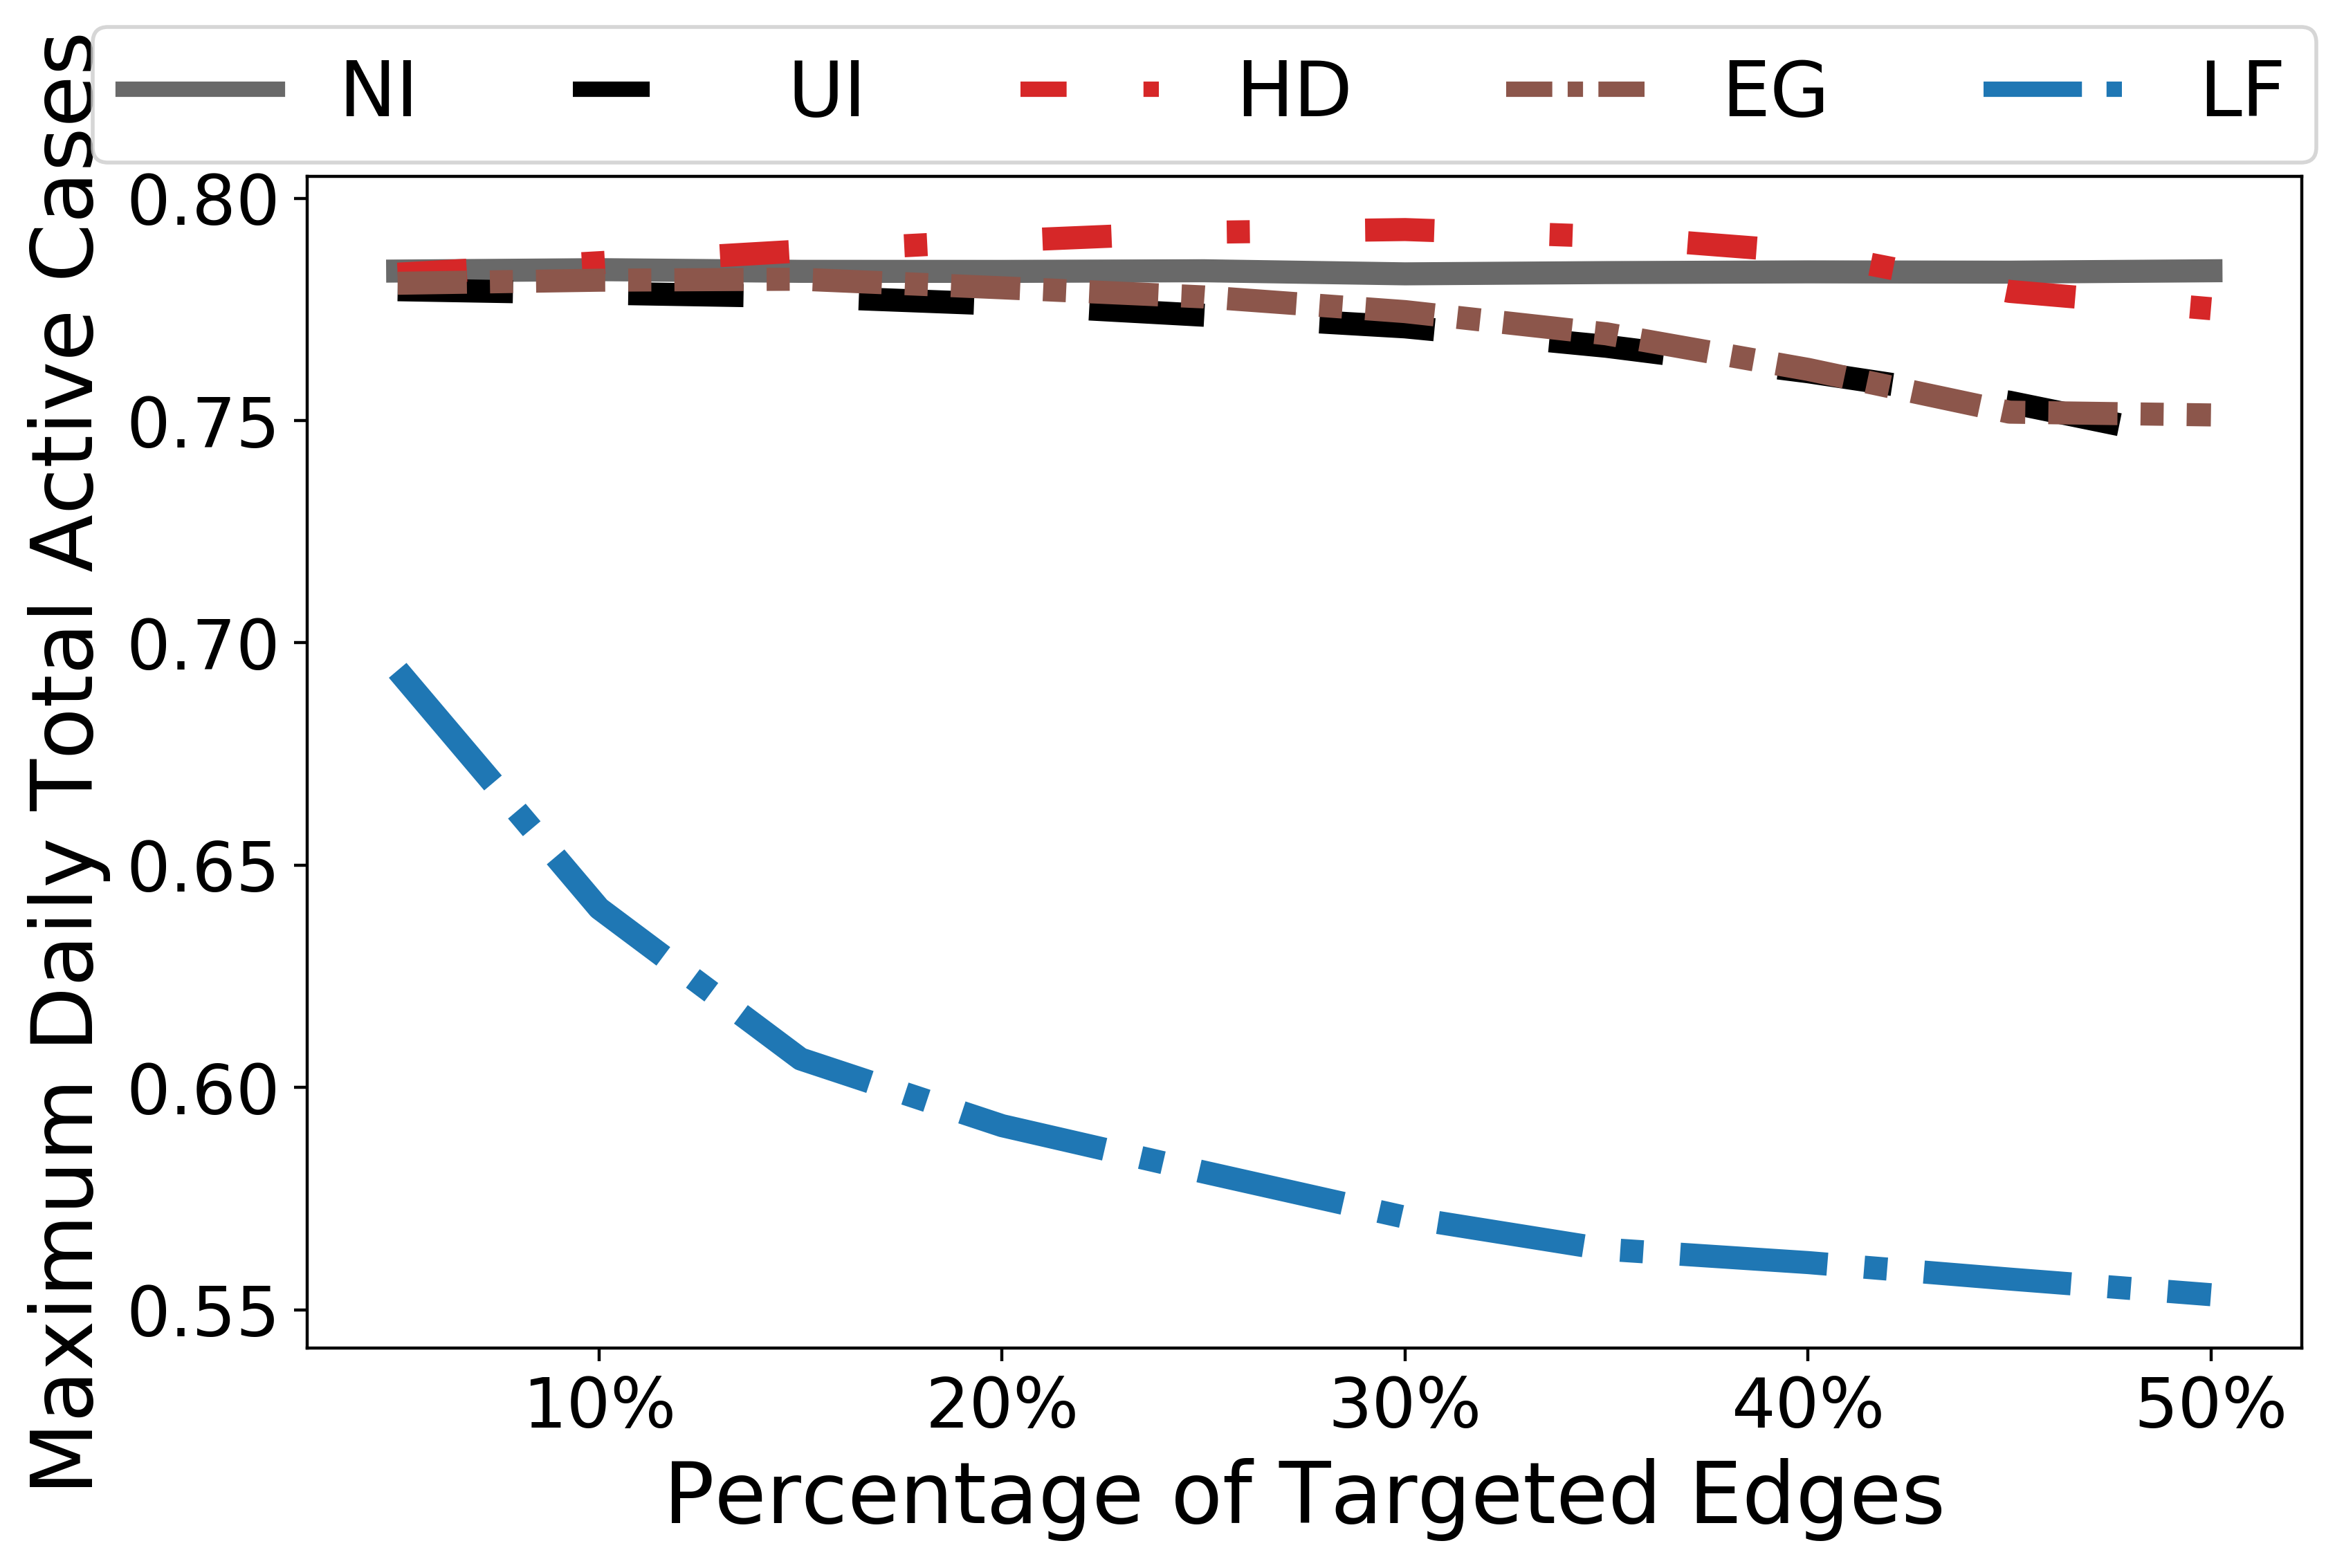 NI UI HD EG LF
Maximum Daily Total Active Cases
0.80
0.75
0.70
0.65
0.60
0.55
10% 20% 30% 40% 50%
Percentage of Targeted Edges